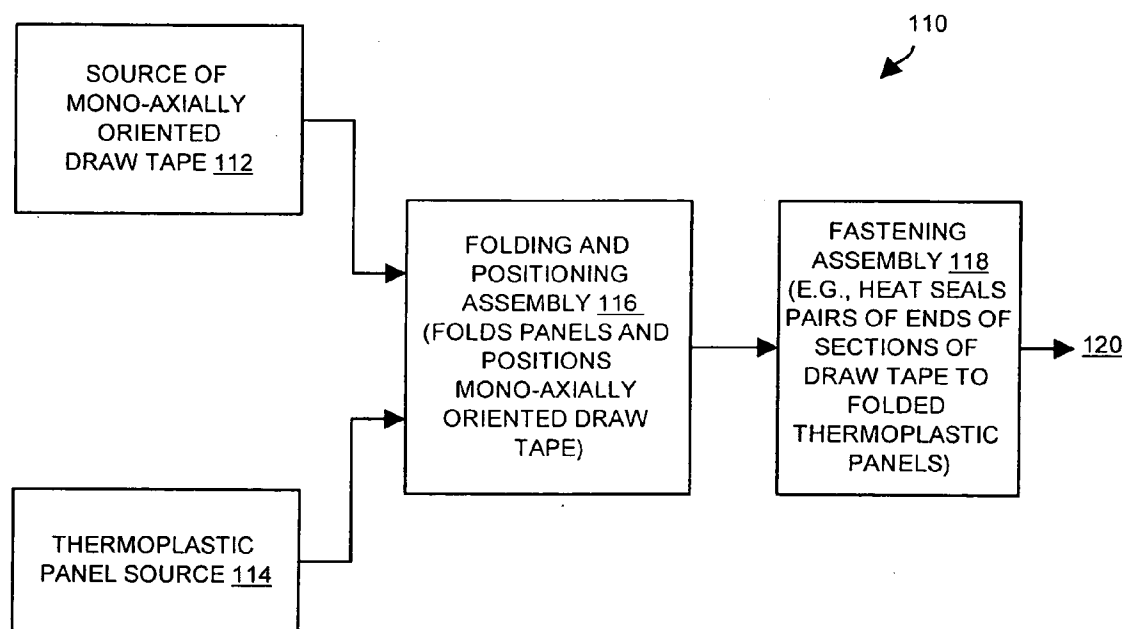 110
SOURCE OF
MONO-AXIALLY
ORIENTED
DRAW TAPE 112
FOLDING AND
POSITIONING
ASSEMBLY 116
(FOLDS PANELS AND
POSITIONS
MONO-AXIALLY
ORIENTED DRAW
TAPE)
FASTENING
ASSEMBLY 118
(E.G., HEAT SEALS
PAIRS OF ENDS OF
SECTIONS OF
DRAW TAPE TO
FOLDED
THERMOPLASTIC
PANELS)
120
THERMOPLASTIC
PANEL SOURCE 114